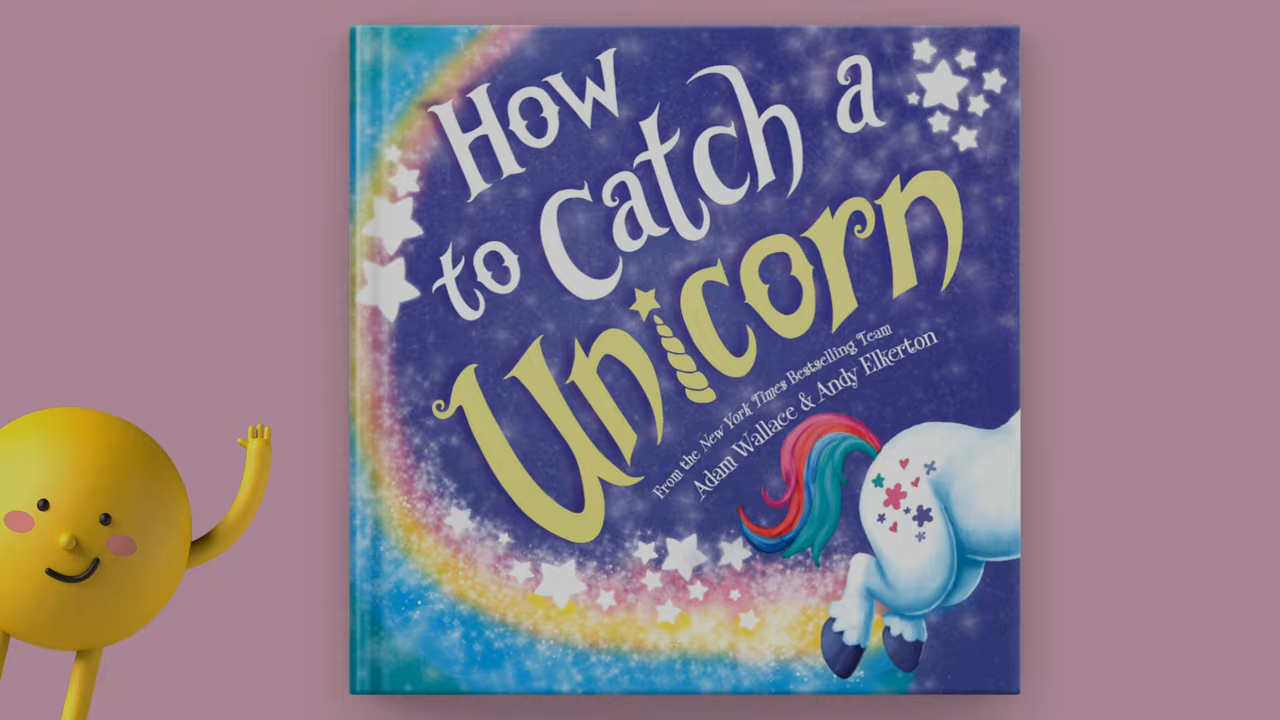 How
to Catch a
Unicorn
From the New York Times Bestselling Team
Adam Wallace & Andy Elkerton